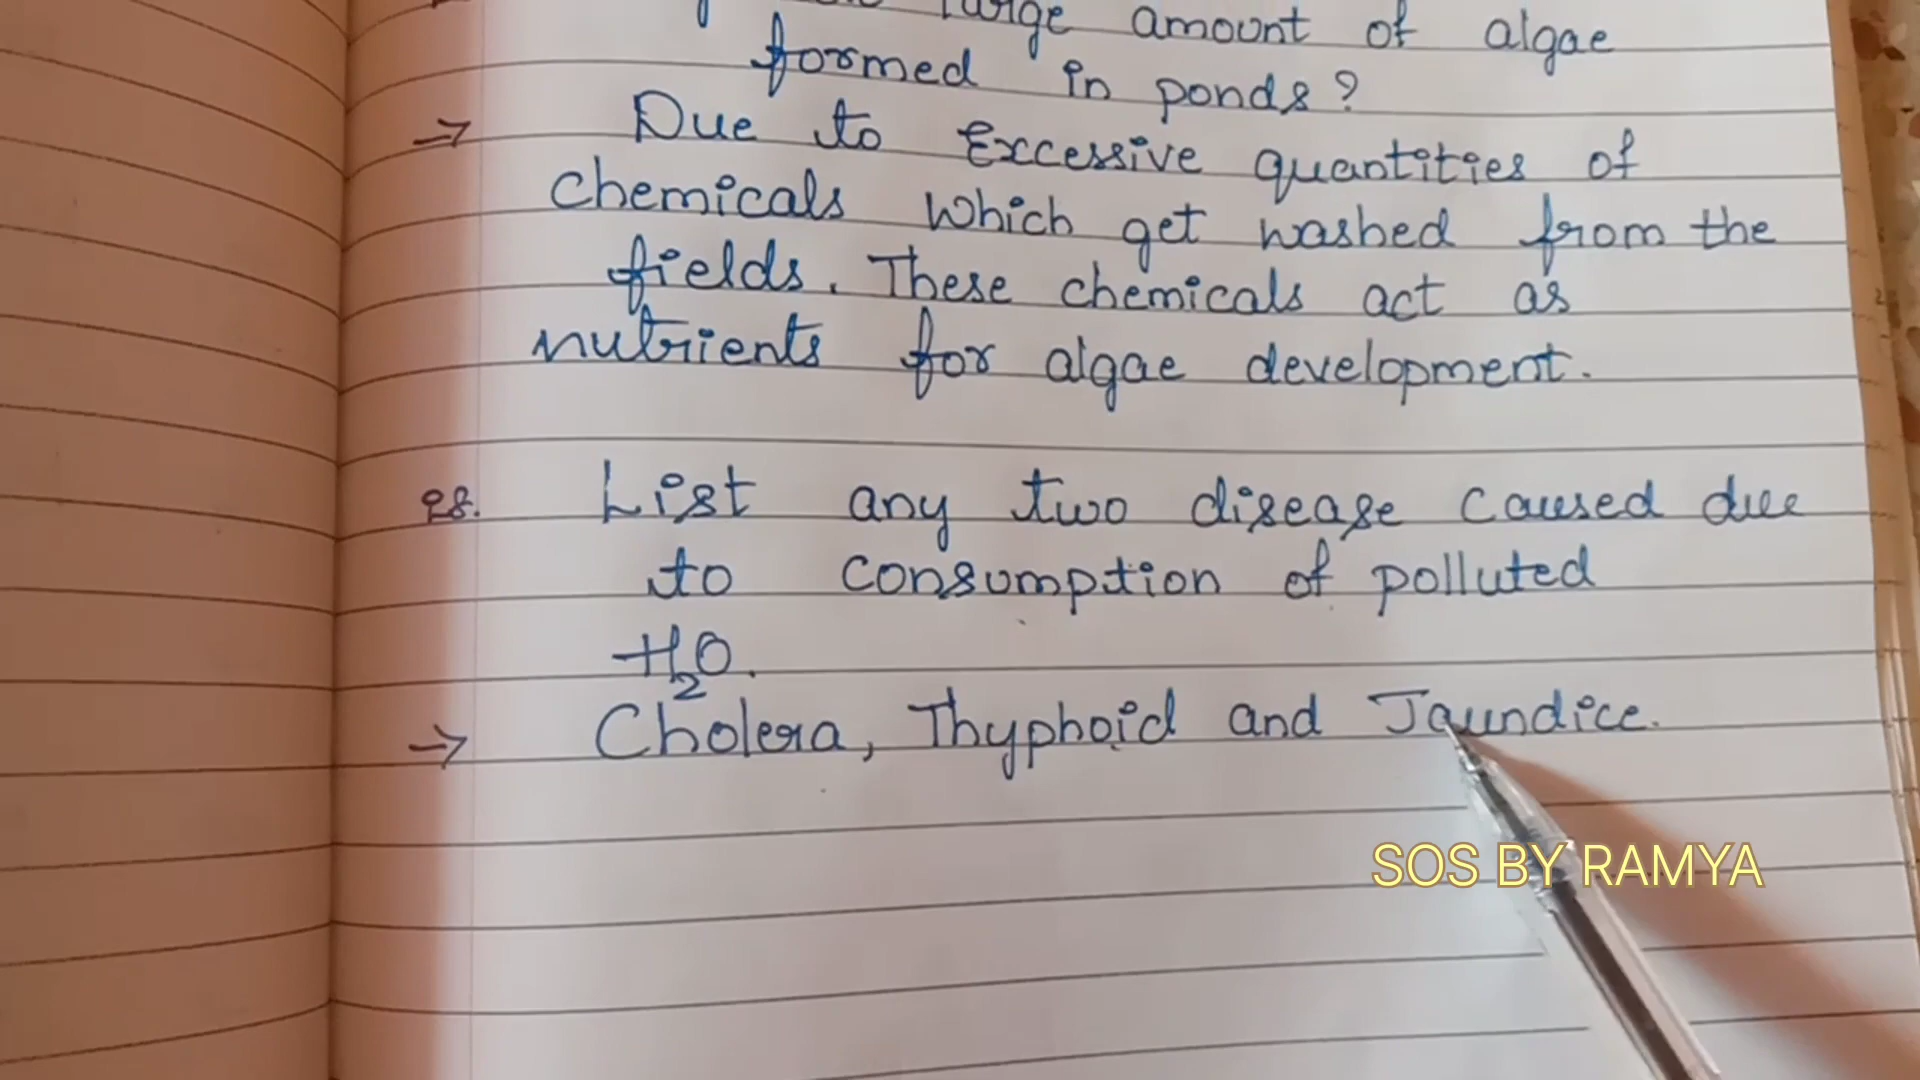 large amount of algae
formed in ponds?
→ Due to Excessive quantities of
chemicals which get washed from the
fields. These chemicals act as
nutrients for algae development.
28. List any two disease caused due
to consumption of polluted
H₂O.
→ Cholera, Thyphoid and Jaundice.
SOS BY RAMYA